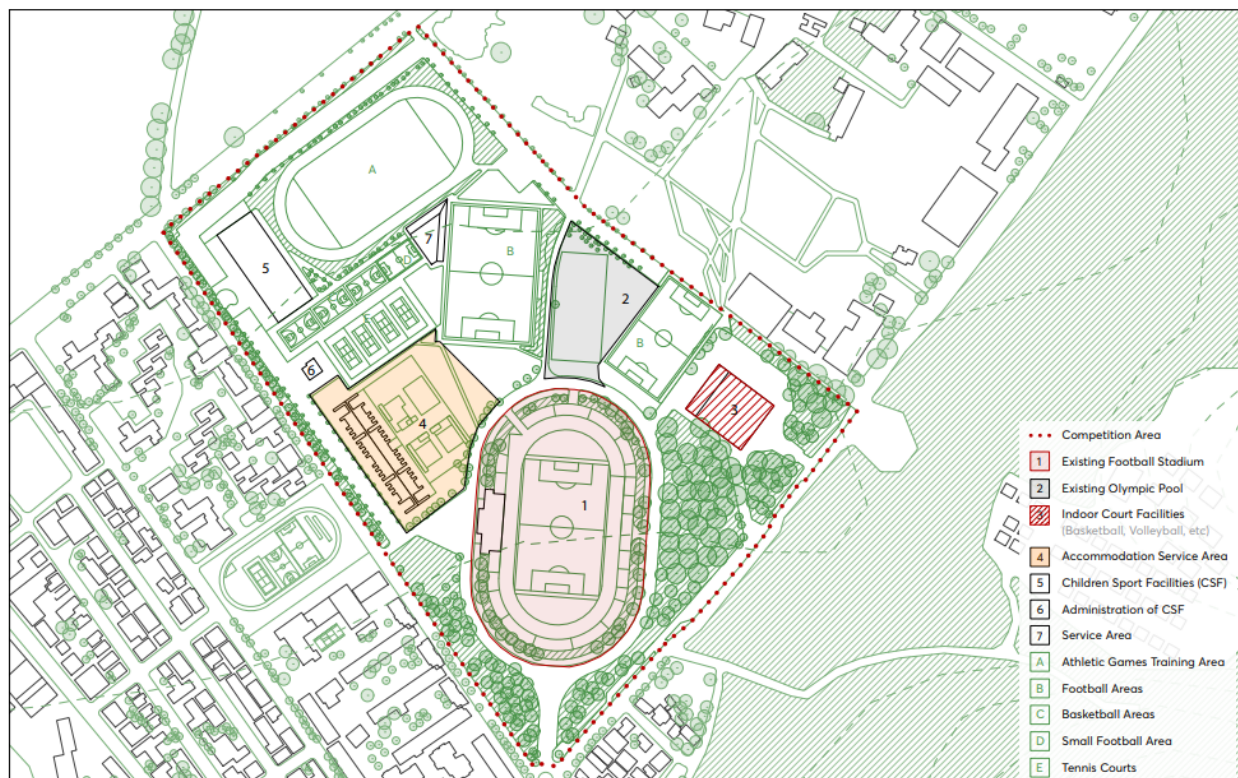 A
7
B
D
5
2
B
6
3
4
1
Competition Area
1 Existing Football Stadium
2 Existing Olympic Pool
3 Indoor Court Facilities
(Basketball, Volleyball, etc)
4 Accommodation Service Area
5 Children Sport Facilities (CSF)
6 Administration of CSF
7 Service Area
A Athletic Games Training Area
B Football Areas
C Basketball Areas
D Small Football Area
E Tennis Courts